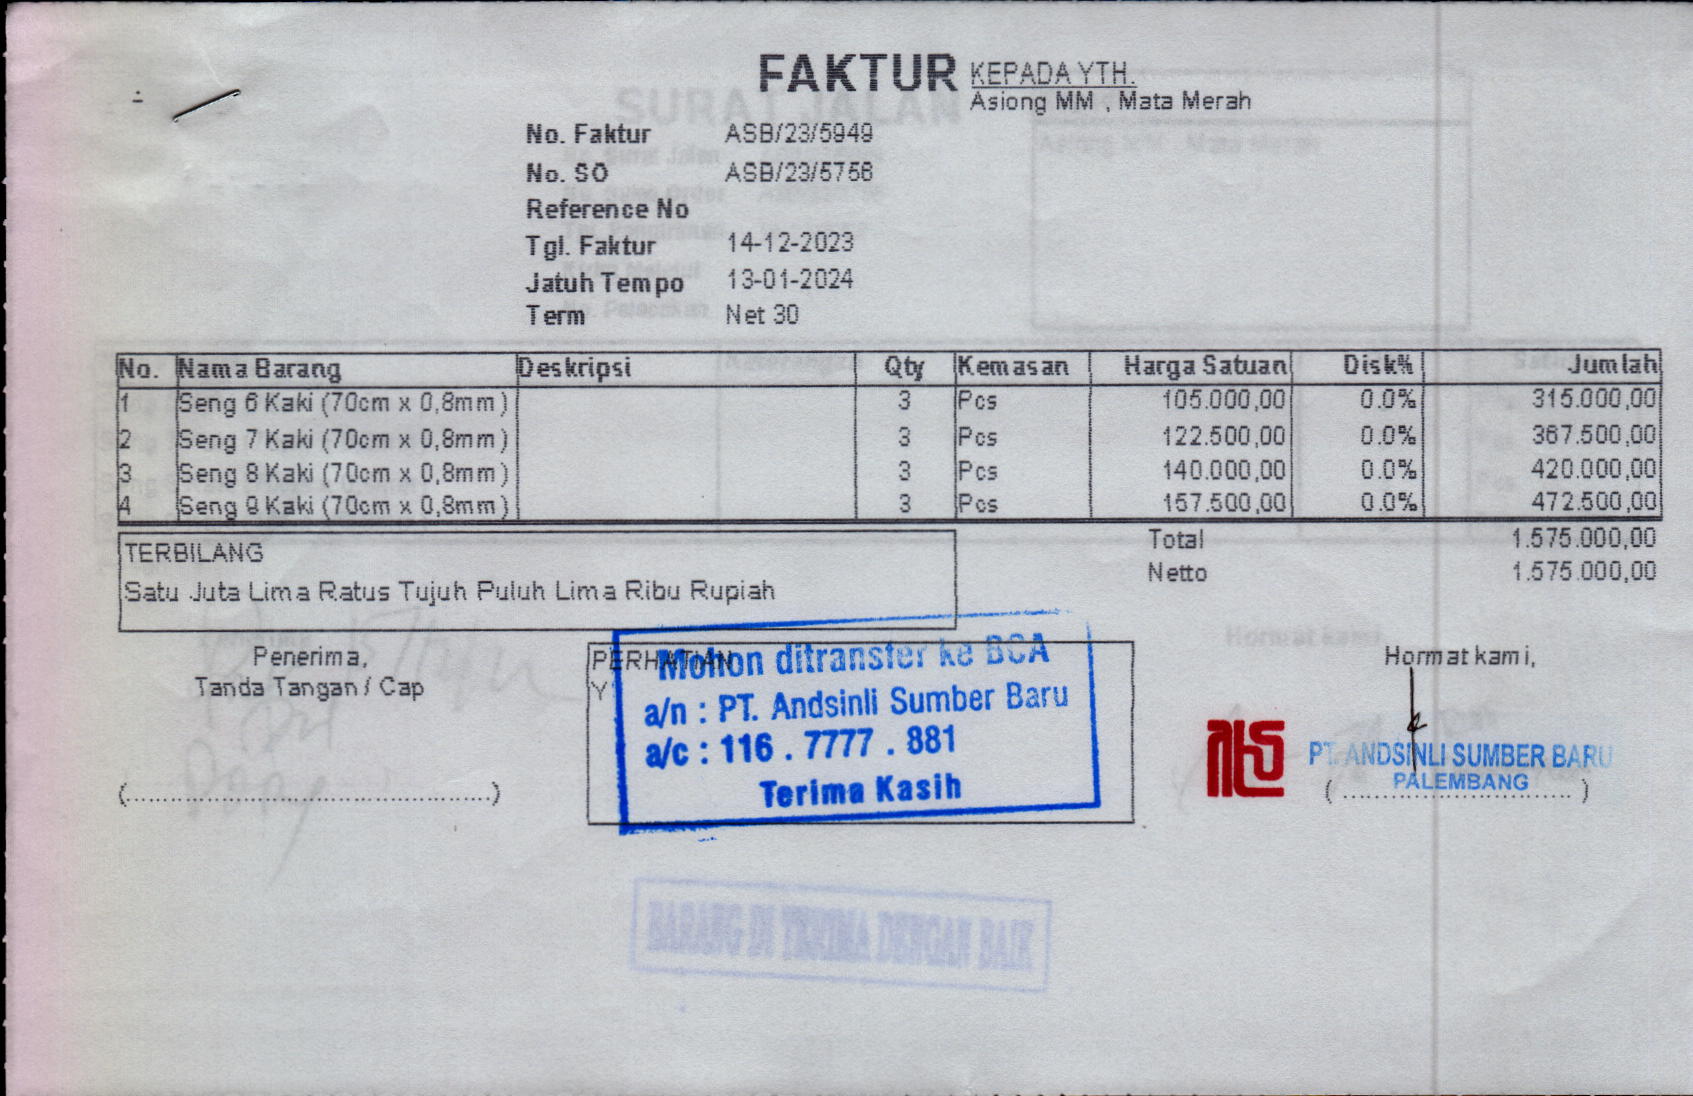 FAKTUR
KEPADA YTH.
Asiong MM , Mata Merah
No. Faktur ASB/23/5949
No. SO ASB/23/5756
Reference No
Tgl. Faktur 14-12-2023
Jatuh Tempo 13-01-2024
Term Net 30
No. Nama Barang Deskripsi Qty Kemasan Harga Satuan Disk% Jumlah
1 Seng 6 Kaki (70cm x 0,8mm) 3 Pcs 105.000,00 0.0% 315.000,00
2 Seng 7 Kaki (70cm x 0,8mm) 3 Pcs 122.500,00 0.0% 367.500,00
3 Seng 8 Kaki (70cm x 0,8mm) 3 Pcs 140.000,00 0.0% 420.000,00
4 Seng 9 Kaki (70cm x 0,8mm) 3 Pcs 157.500,00 0.0% 472.500,00
Total 1.575.000,00
Netto 1.575.000,00
TERBILANG
Satu Juta Lima Ratus Tujuh Puluh Lima Ribu Rupiah
Penerima,
Tanda Tangan / Cap
PERHATIAN
Mohon ditransfer ke BCA
a/n : PT. Andsinli Sumber Baru
a/c : 116 . 7777 . 881
Terima Kasih
Hormat kami,
PT. ANDSINLI SUMBER BARU
PALEMBANG
BARANG DI TERIMA DENGAN BAIK
SURAT JALAN